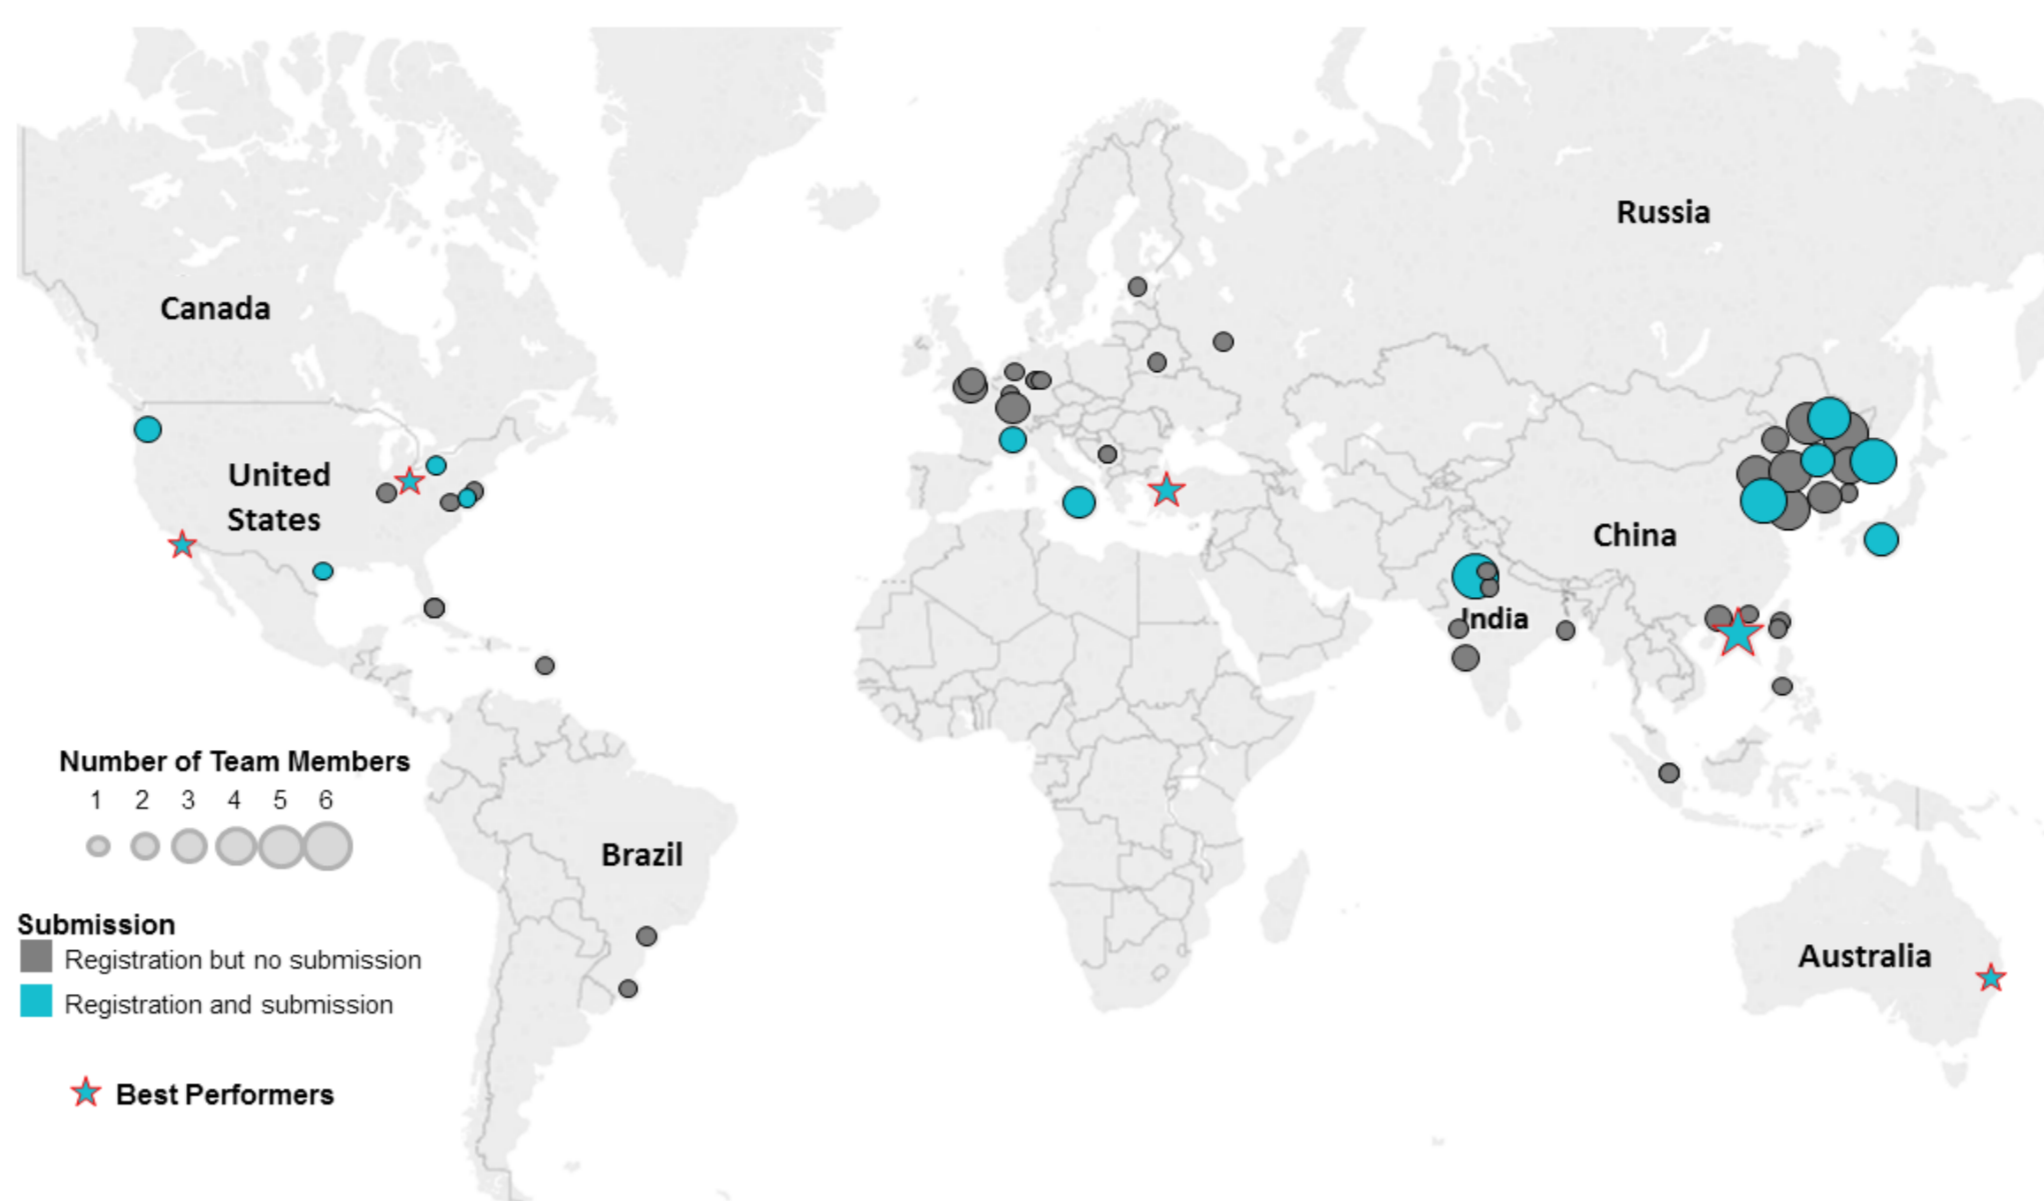 Russia
Canada
United
States
China
India
Number of Team Members
1 2 3 4 5 6
Brazil
Submission
Registration but no submission
Registration and submission
Australia
Best Performers